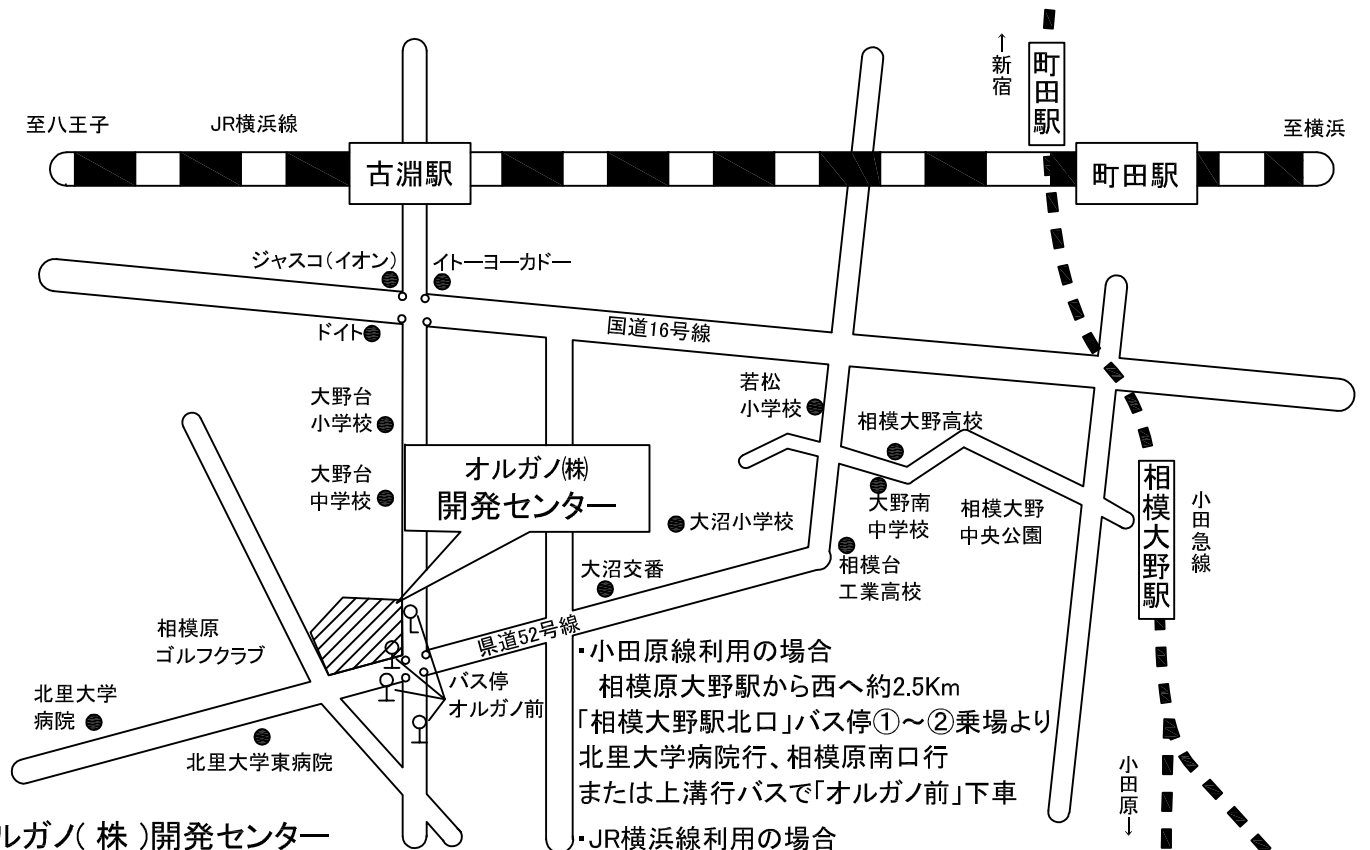 ↑新宿
町田駅
至八王子
JR横浜線
至横浜
古淵駅
町田駅
ジャスコ(イオン)
イトーヨーカドー
ドイト
国道16号線
大野台
小学校
若松
小学校
相模大野高校
オルガノ㈱
開発センター
大野台
中学校
大沼小学校
大野南
中学校
相模大野
中央公園
相模大野駅
小田急線
大沼交番
相模台
工業高校
県道52号線
相模原
ゴルフクラブ
バス停
オルガノ前
北里大学
病院
北里大学東病院
・小田原線利用の場合
相模原大野駅から西へ約2.5Km
「相模大野駅北口」バス停①～②乗場より
北里大学病院行、相模原南口行
または上溝行バスで「オルガノ前」下車
小田原↓
ルガノ( 株 )開発センター
・JR横浜線利用の場合